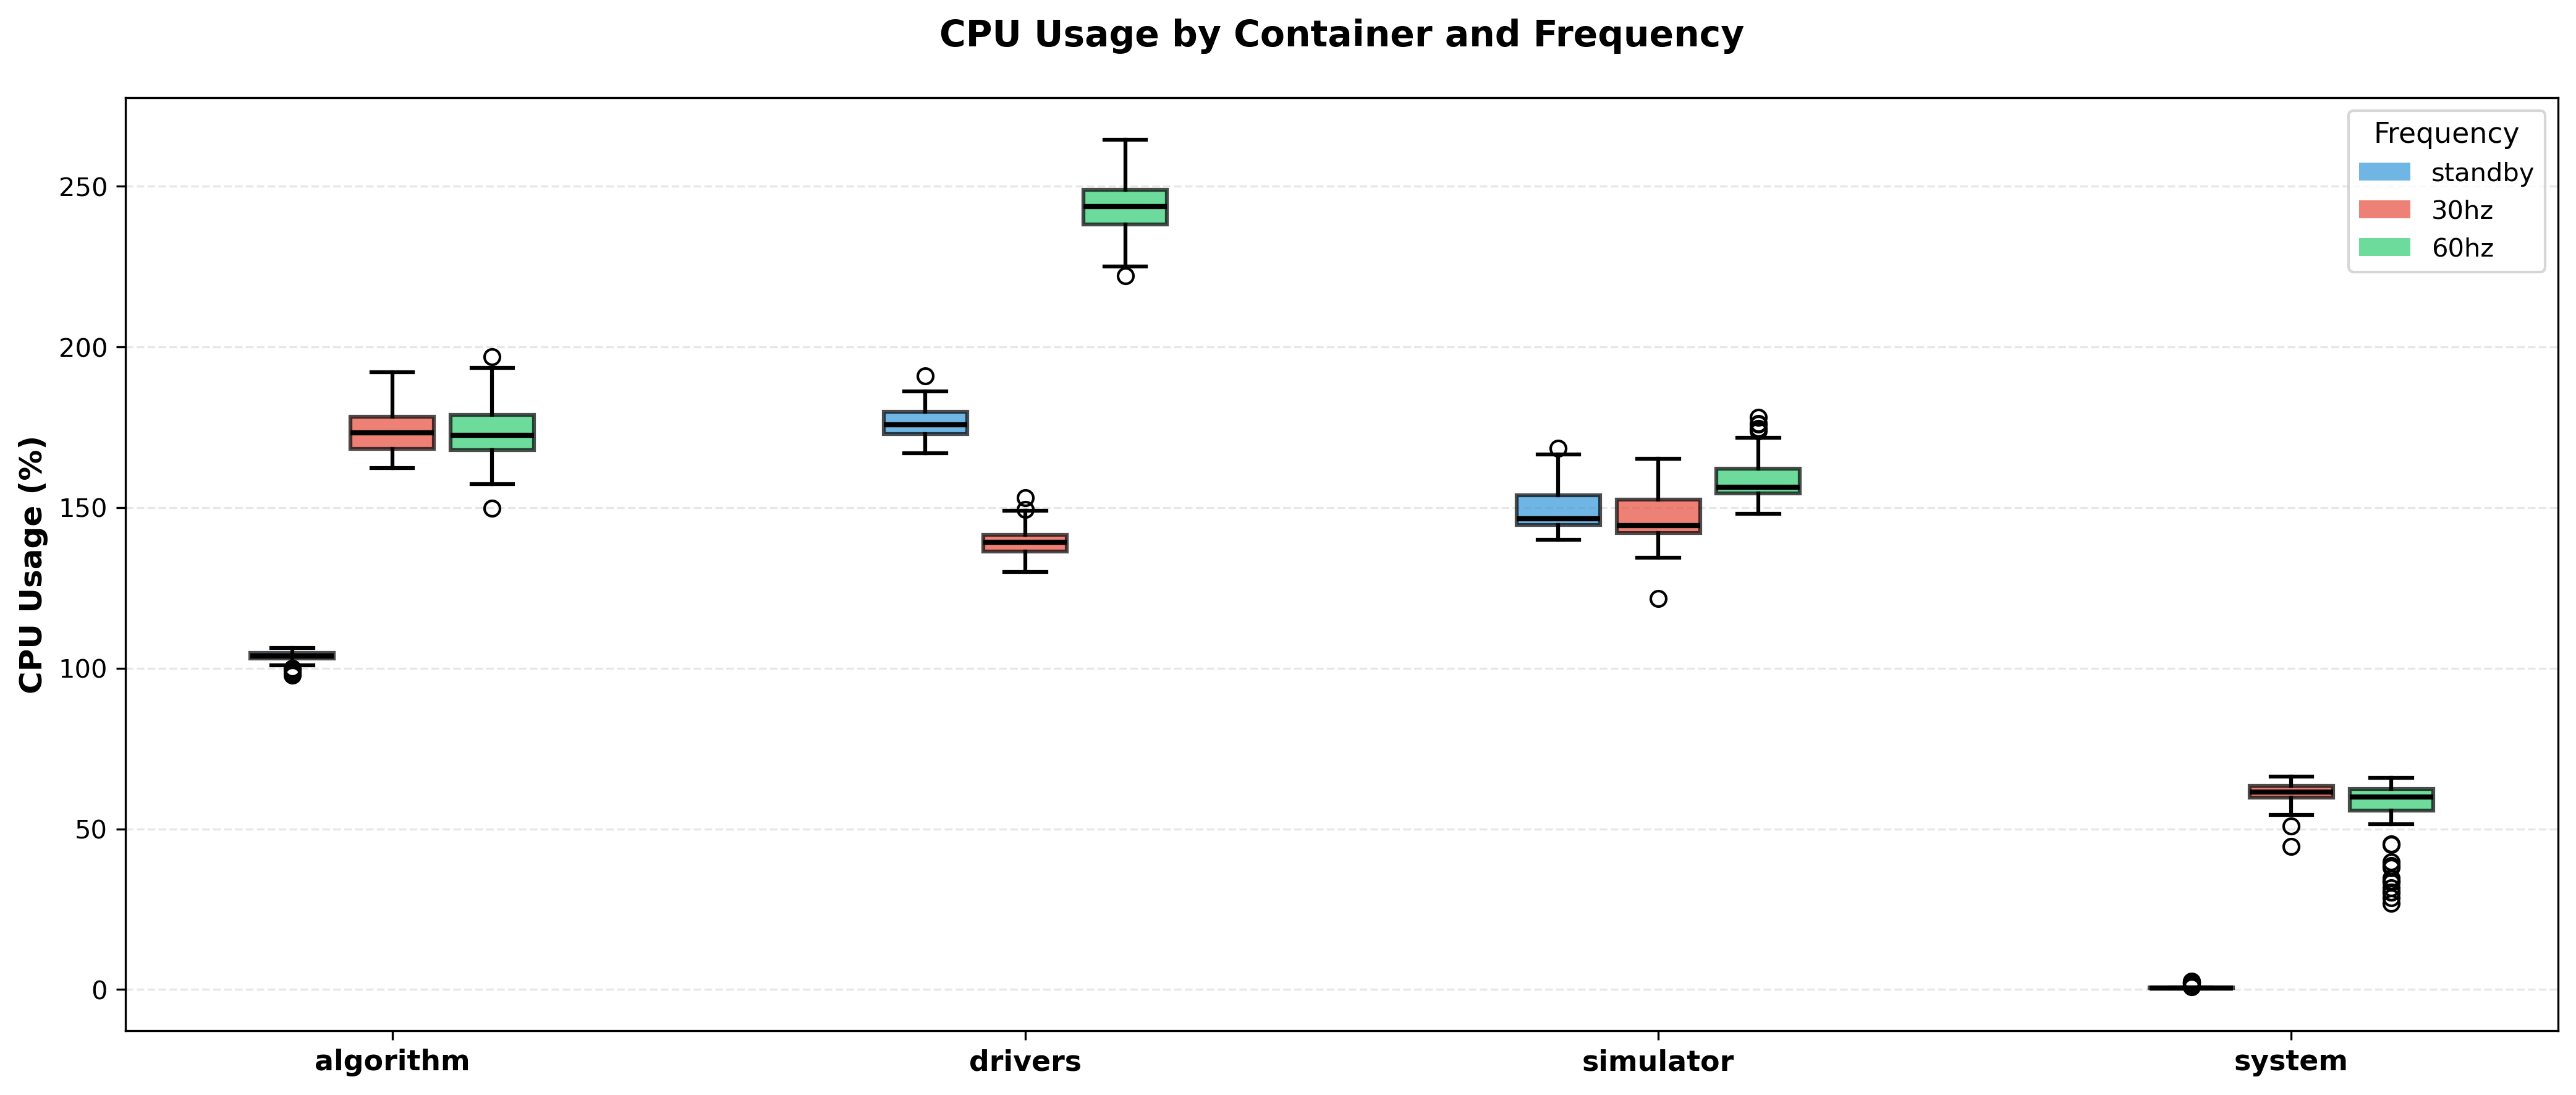 CPU Usage by Container and Frequency
CPU Usage (%)
250
200
150
100
50
0
Frequency
standby
30hz
60hz
algorithm
drivers
simulator
system